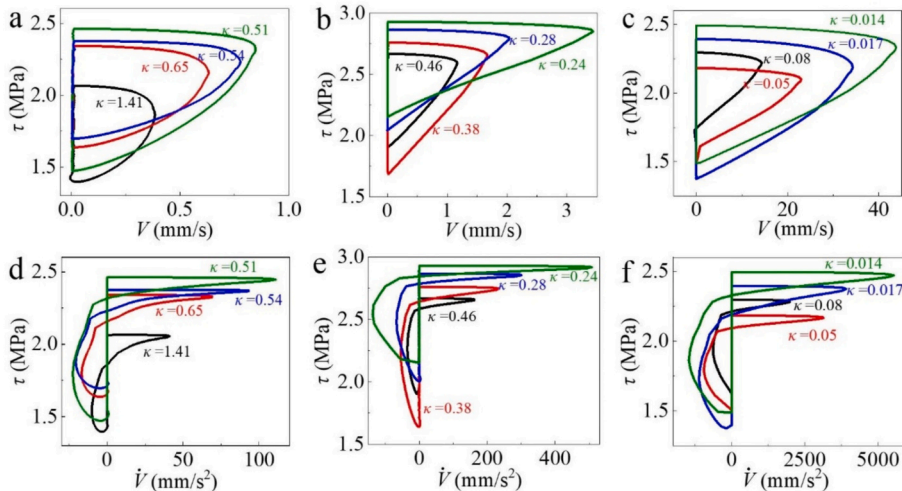 a
b
c
2.5
2.0
1.5
τ (MPa)
κ=0.51
κ=0.54
κ=0.65
κ=1.41
0.0
0.5
1.0
V (mm/s)
3.0
2.5
2.0
1.5
τ (MPa)
κ=0.28
κ=0.24
κ=0.46
κ=0.38
0
1
2
3
V (mm/s)
2.5
2.0
1.5
τ (MPa)
κ=0.014
κ=0.017
κ=0.08
κ=0.05
0
20
40
V (mm/s)
d
e
f
2.5
2.0
1.5
τ (MPa)
κ=0.51
κ=0.54
κ=0.65
κ=1.41
0
50
100
V̇ (mm/s²)
3.0
2.5
2.0
1.5
τ (MPa)
κ=0.24
κ=0.28
κ=0.46
κ=0.38
0
200
400
V̇ (mm/s²)
2.5
2.0
1.5
τ (MPa)
κ=0.014
κ=0.017
κ=0.08
κ=0.05
0
2500
5000
V̇ (mm/s²)